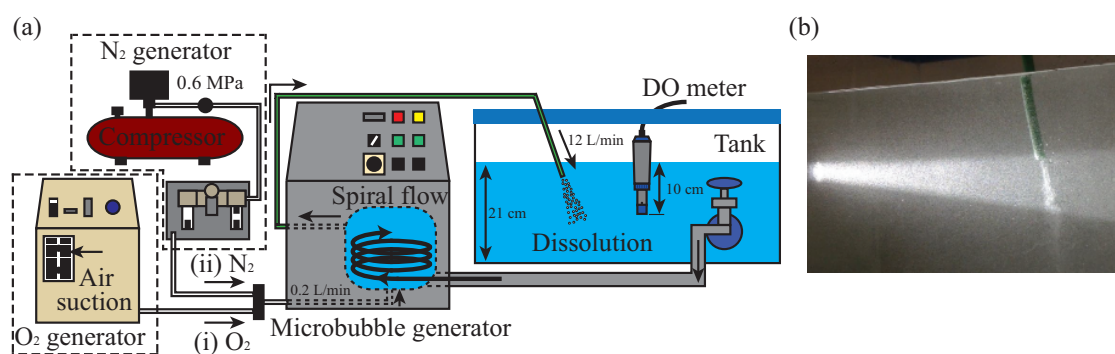 (a)
(b)
N₂ generator
0.6 MPa
DO meter
Compressor
12 L/min
Tank
Spiral flow
10 cm
21 cm
Dissolution
Air
suction
(ii) N₂
0.2 L/min
O₂ generator
(i) O₂
Microbubble generator